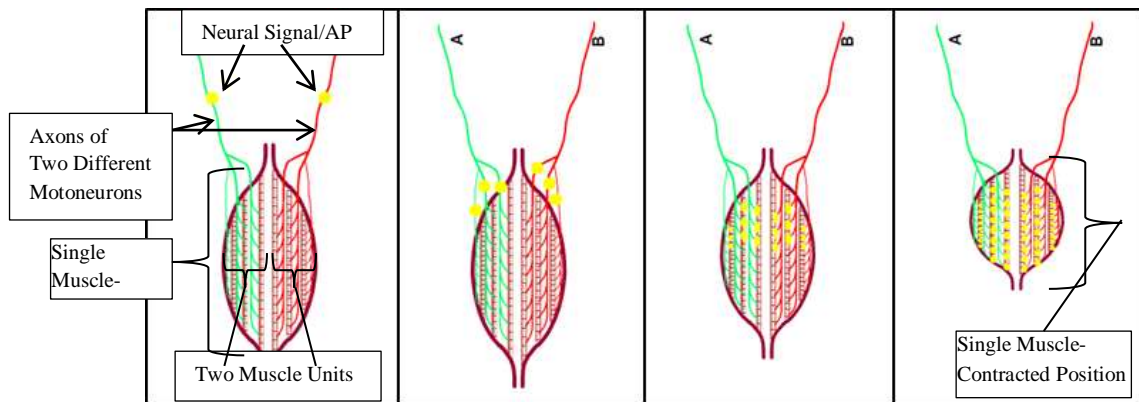 Neural Signal/AP
Axons of
Two Different
Motoneurons
Single
Muscle-
Two Muscle Units
A
B
A
B
A
B
Single Muscle-
Contracted Position